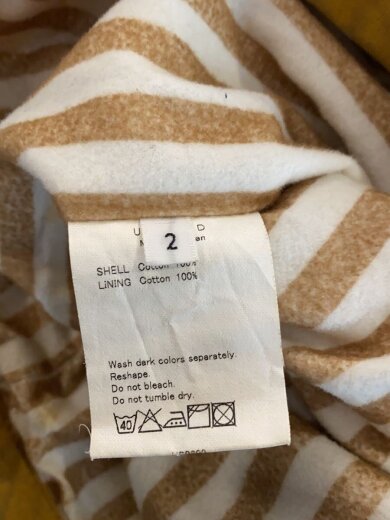 2
SHELL Cotton 100%
LINING Cotton 100%
Wash dark colors separately.
Reshape.
Do not bleach.
Do not tumble dry.
40